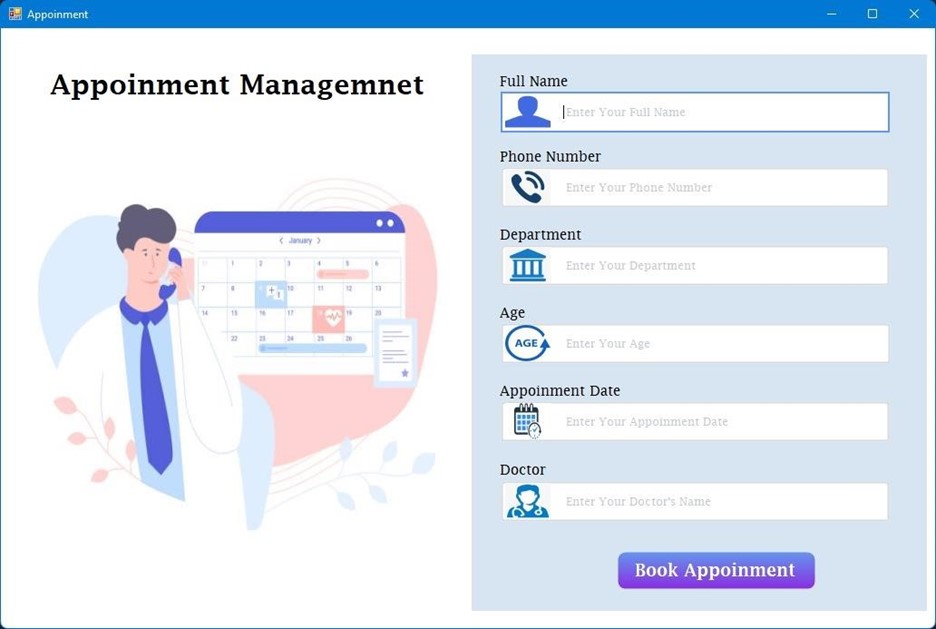 Appoinment
Appoinment Managemnet
January
1 2 3 4 5 6
7 9 10 11 12 13
14 15 16 17 19 20
22 23 24 25 26
Full Name
Enter Your Full Name
Phone Number
Enter Your Phone Number
Department
Enter Your Department
Age
AGE
Enter Your Age
Appoinment Date
Enter Your Appoinment Date
Doctor
Enter Your Doctor's Name
Book Appoinment